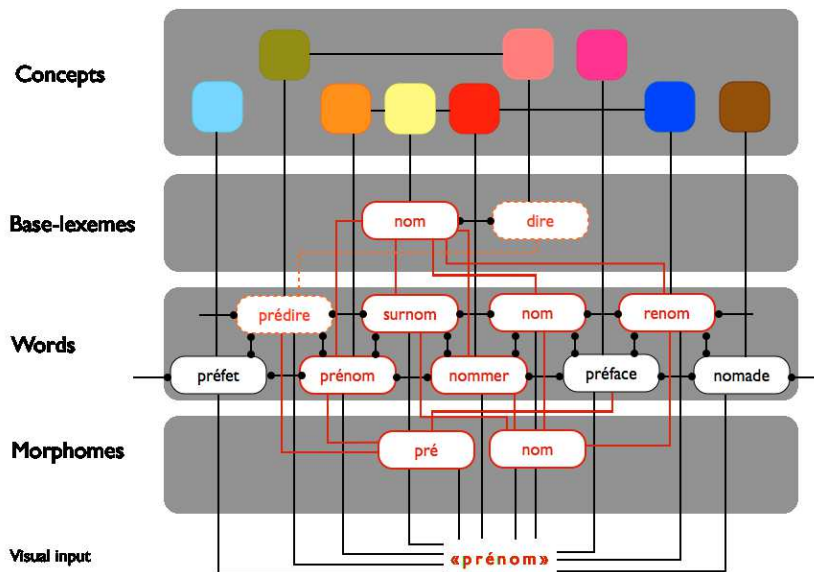 Concepts
Base-lexemes
nom
dire
prédire
surnom
nom
renom
Words
préfet
prénom
nommer
préface
nomade
Morphomes
pré
nom
Visual input
«prénom»